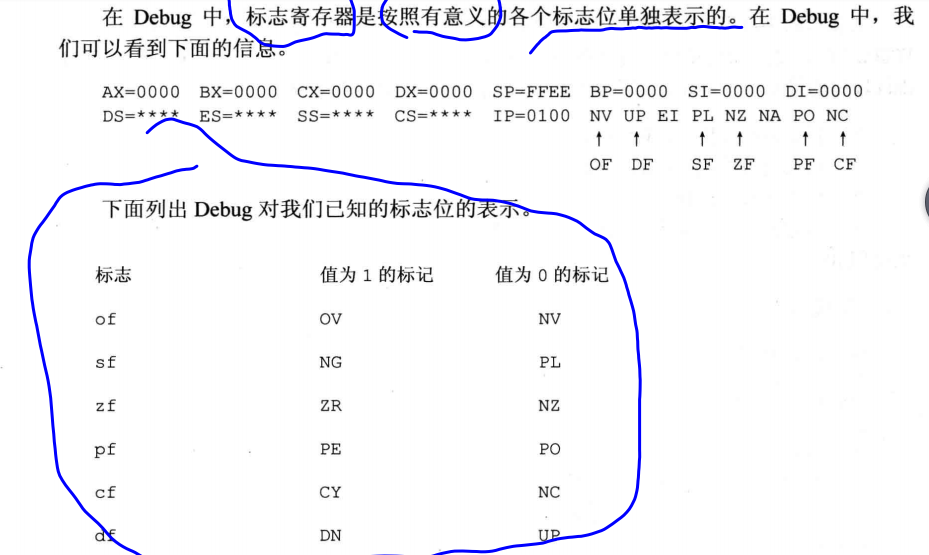 在 Debug 中，标志寄存器是按照有意义的各个标志位单独表示的。在 Debug 中，我
们可以看到下面的信息。
AX=0000 BX=0000 CX=0000 DX=0000 SP=FFEE BP=0000 SI=0000 DI=0000
DS=**** ES=**** SS=**** CS=**** IP=0100 NV UP EI PL NZ NA PO NC
↑ ↑ ↑ ↑ ↑ ↑
OF DF SF ZF PF CF
下面列出 Debug 对我们已知的标志位的表示。
标志 值为 1 的标记 值为 0 的标记
of OV NV
sf NG PL
zf ZR NZ
pf PE PO
cf CY NC
df DN UP